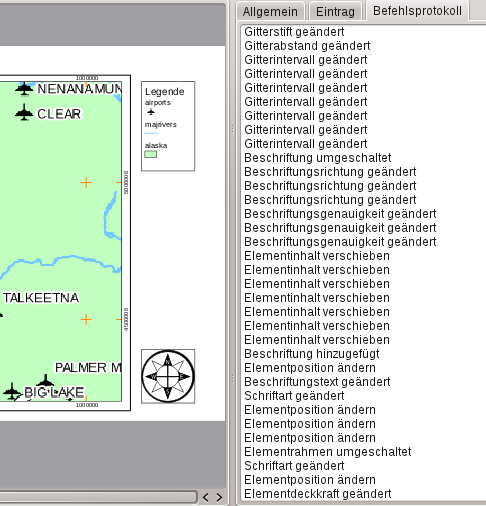 Allgemein Eintrag Befehlsprotokoll
1000000
NENANA MUN
CLEAR
5000000
TALKEETNA
4500000
PALMER M
BIG LAKE
1000000
Legende
airports
majrivers
alaska
Gitterstift geändert
Gitterabstand geändert
Gitterintervall geändert
Gitterintervall geändert
Gitterintervall geändert
Gitterintervall geändert
Gitterintervall geändert
Gitterintervall geändert
Gitterintervall geändert
Beschriftung umgeschaltet
Beschriftungsrichtung geändert
Beschriftungsrichtung geändert
Beschriftungsrichtung geändert
Beschriftungsgenauigkeit geändert
Beschriftungsgenauigkeit geändert
Beschriftungsgenauigkeit geändert
Elementinhalt verschieben
Elementinhalt verschieben
Elementinhalt verschieben
Elementinhalt verschieben
Elementinhalt verschieben
Elementinhalt verschieben
Elementinhalt verschieben
Beschriftung hinzugefügt
Elementposition ändern
Beschriftungstext geändert
Schriftart geändert
Elementposition ändern
Elementposition ändern
Elementposition ändern
Elementrahmen umgeschaltet
Schriftart geändert
Elementposition ändern
Elementdeckkraft geändert